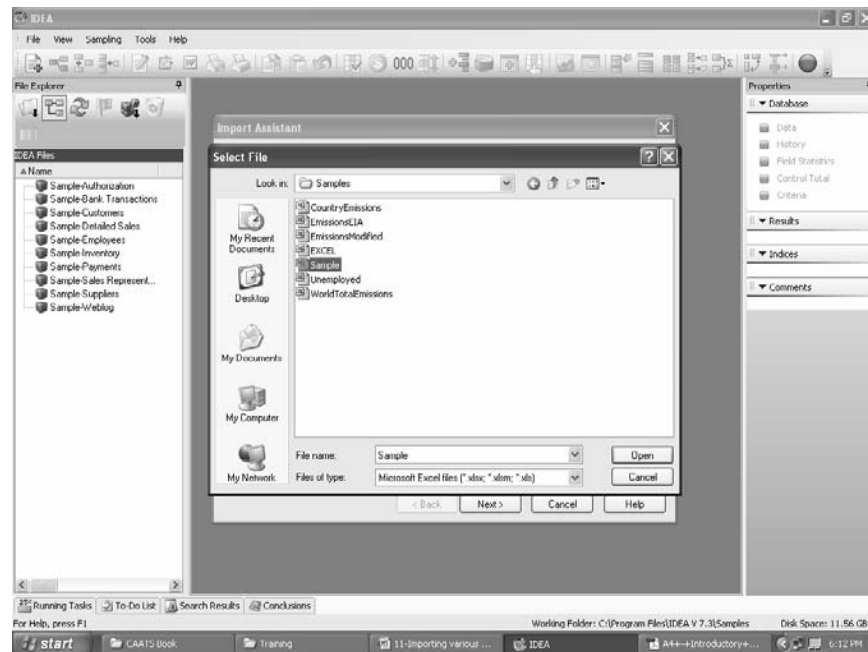 IDEA
File View Sampling Tools Help
000
File Explorer
IDEA Files
Name
Sample-Authorization
Sample-Bank Transactions
Sample-Customers
Sample-Detailed Sales
Sample-Employees
Sample-Inventory
Sample-Payments
Sample-Sales Represent...
Sample-Suppliers
Sample-Weblog
Import Assistant
Select File
Look in: Samples
My Recent Documents
Desktop
My Documents
My Computer
My Network
CountryEmissions
EmissionsEIA
EmissionsModified
EXCEL
Sample
Unemployed
WorldTotalEmissions
File name: Sample Open
Files of type: Microsoft Excel files (*.xlsx; *.xlsm; *.xls) Cancel
< Back Next > Cancel Help
Properties
Database
Data
History
Field Statistics
Control Total
Criteria
Results
Indices
Comments
Running Tasks To-Do List Search Results Conclusions
For Help, press F1 Working Folder: C:\Program Files\IDEA V 7.3\Samples Disk Space: 11.56 GB
start CAATS Book Training 11-Importing various ... IDEA A4+-+Introductory+... 6:12 PM